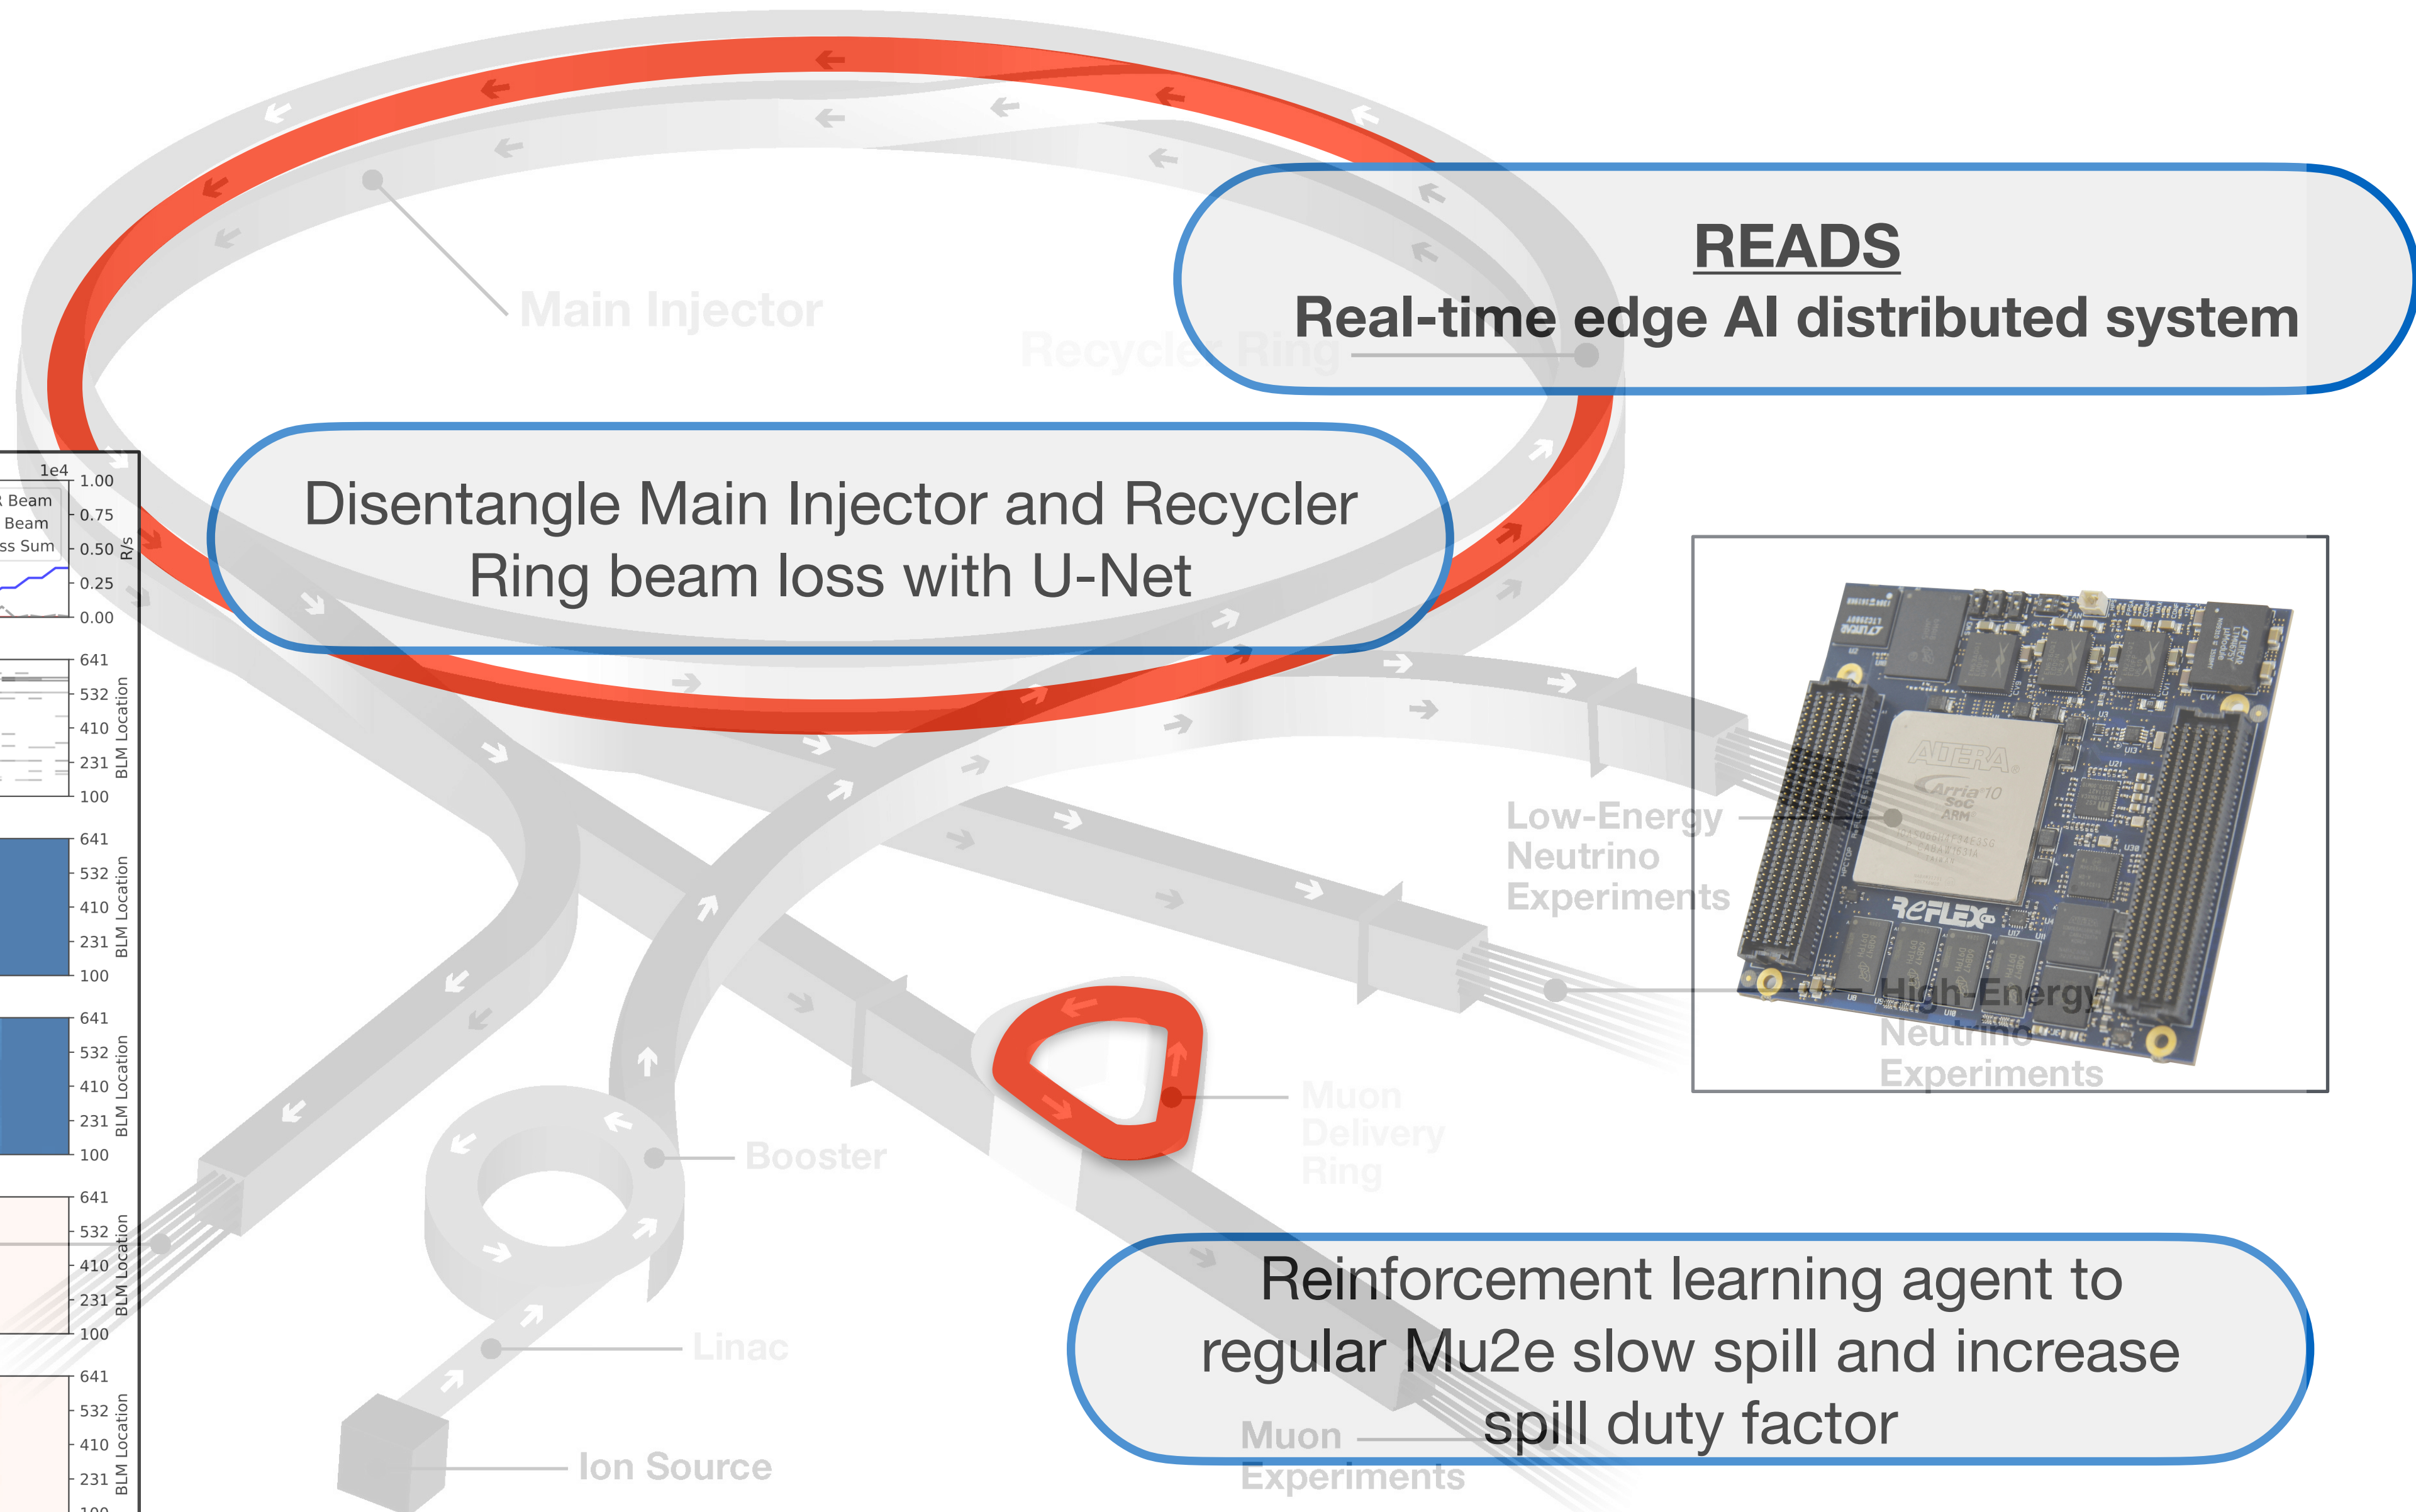 READS
Real-time edge AI distributed system
Main Injector
Recycler Ring
Disentangle Main Injector and Recycler
Ring beam loss with U-Net
1e4
Beam
Beam
ss Sum
1.00
0.75
0.50
0.25
0.00
R/s
641
532
410
231
100
BLM Location
641
532
410
231
100
BLM Location
641
532
410
231
100
BLM Location
641
532
410
231
100
BLM Location
641
532
410
231
BLM Location
Low-Energy
Neutrino
Experiments
High-Energy
Neutrino
Experiments
ALTERA
Arria 10
SoC
ARM
REFLEX
LINEAR
Muon
Delivery
Ring
Booster
Linac
Ion Source
Reinforcement learning agent to
regular Mu2e slow spill and increase
spill duty factor
Muon
Experiments